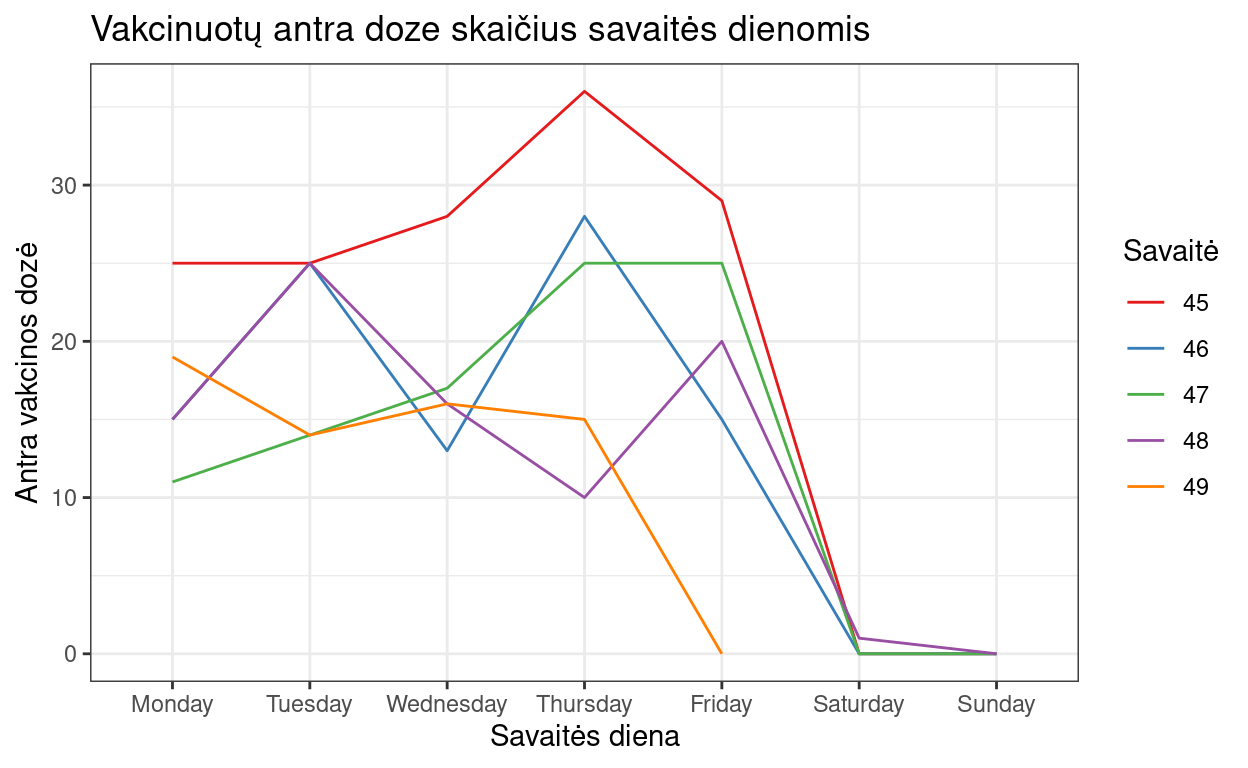 Vakcinuotų antra doze skaičius savaitės dienomis
Antra vakcinos dozė
30
20
10
0
Monday Tuesday Wednesday Thursday Friday Saturday Sunday
Savaitės diena
Savaitė
45
46
47
48
49